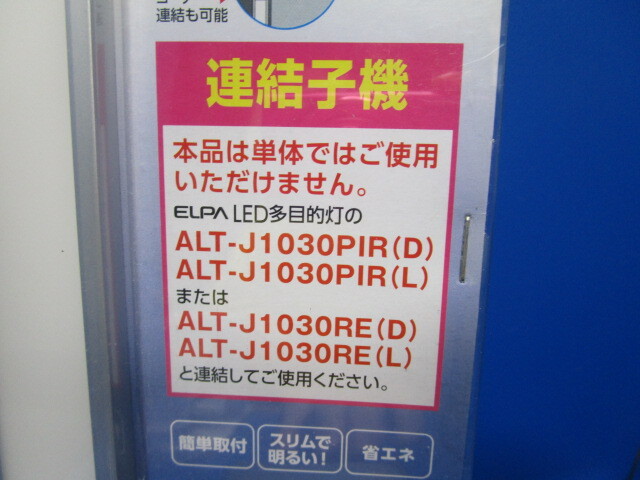 連結も可能
連結子機
本品は単体ではご使用
いただけません。
ELPA LED多目的灯の
ALT-J1030PIR(D)
ALT-J1030PIR(L)
または
ALT-J1030RE(D)
ALT-J1030RE(L)
と連結してご使用ください。
簡単取付
スリムで
明るい!
省エネ